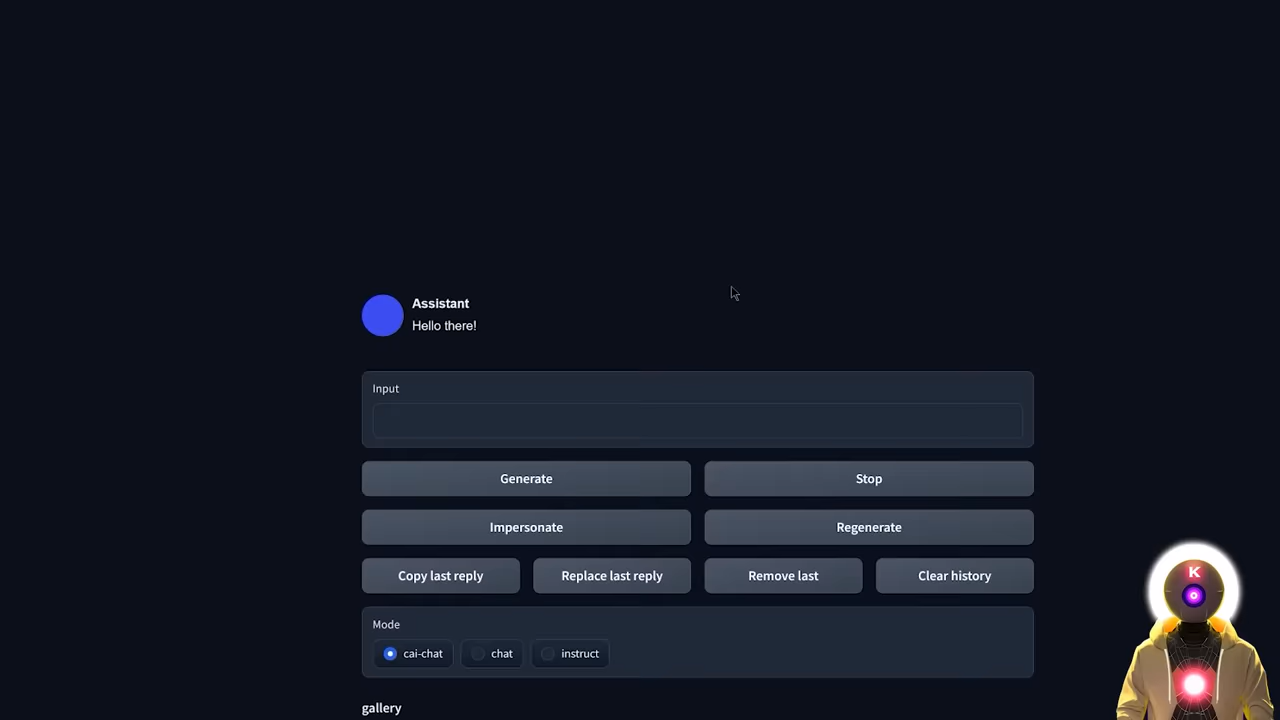 Assistant
Hello there!
Input
Generate
Stop
Impersonate
Regenerate
Copy last reply
Replace last reply
Remove last
Clear history
Mode
cai-chat
chat
instruct
gallery
K